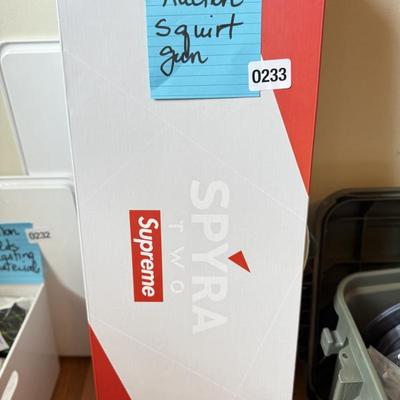 Auction
Squirt
gun
0233
SPYRA
TWO
Supreme
0232